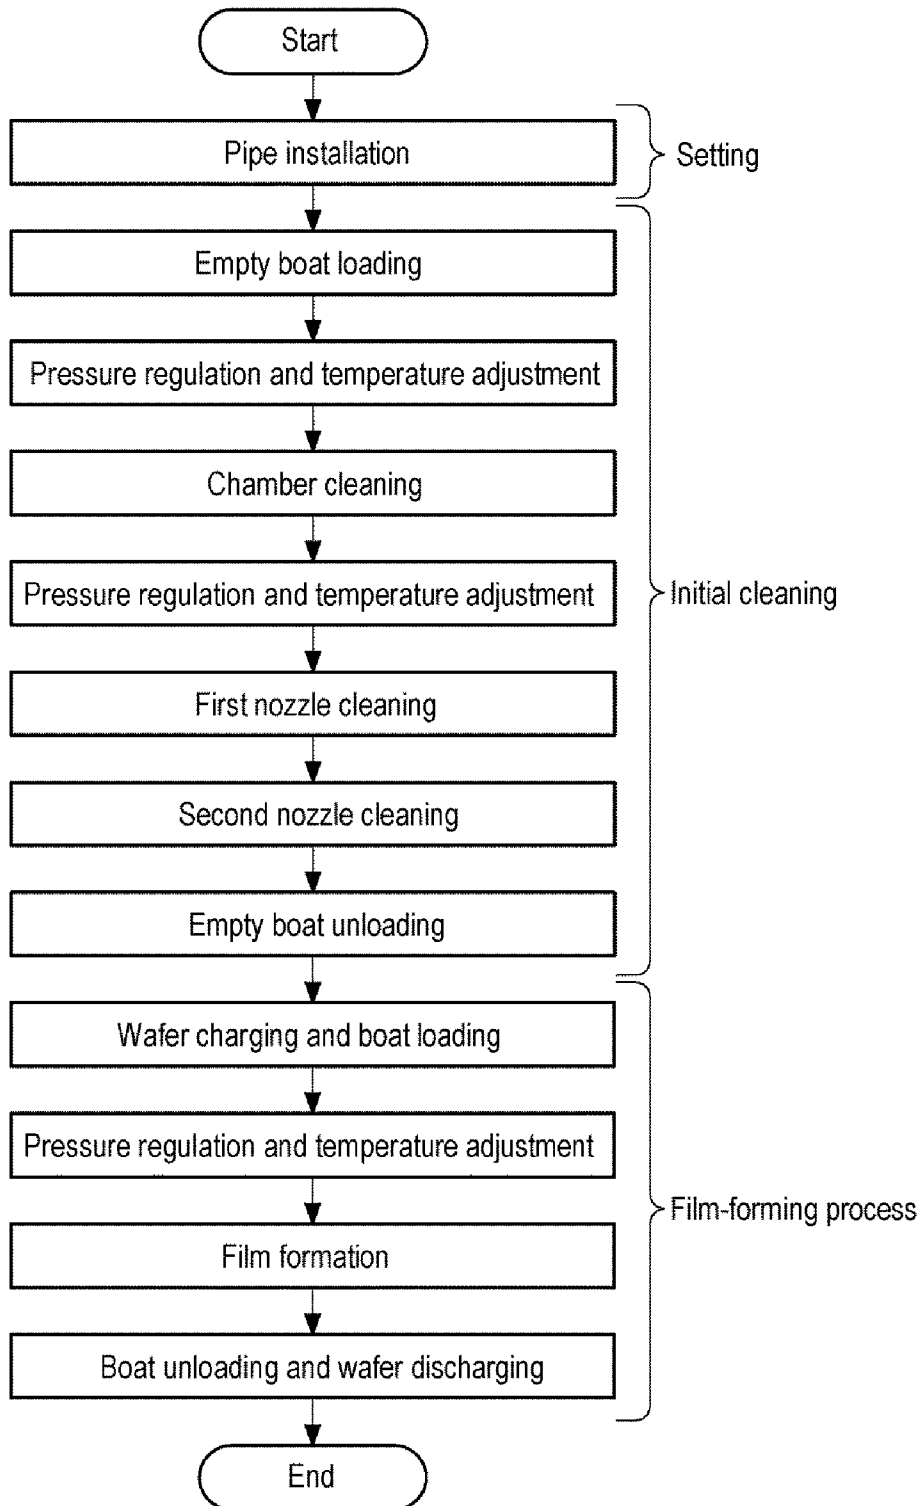 Start
Pipe installation
Setting
Empty boat loading
Pressure regulation and temperature adjustment
Chamber cleaning
Pressure regulation and temperature adjustment
Initial cleaning
First nozzle cleaning
Second nozzle cleaning
Empty boat unloading
Wafer charging and boat loading
Pressure regulation and temperature adjustment
Film-forming process
Film formation
Boat unloading and wafer discharging
End